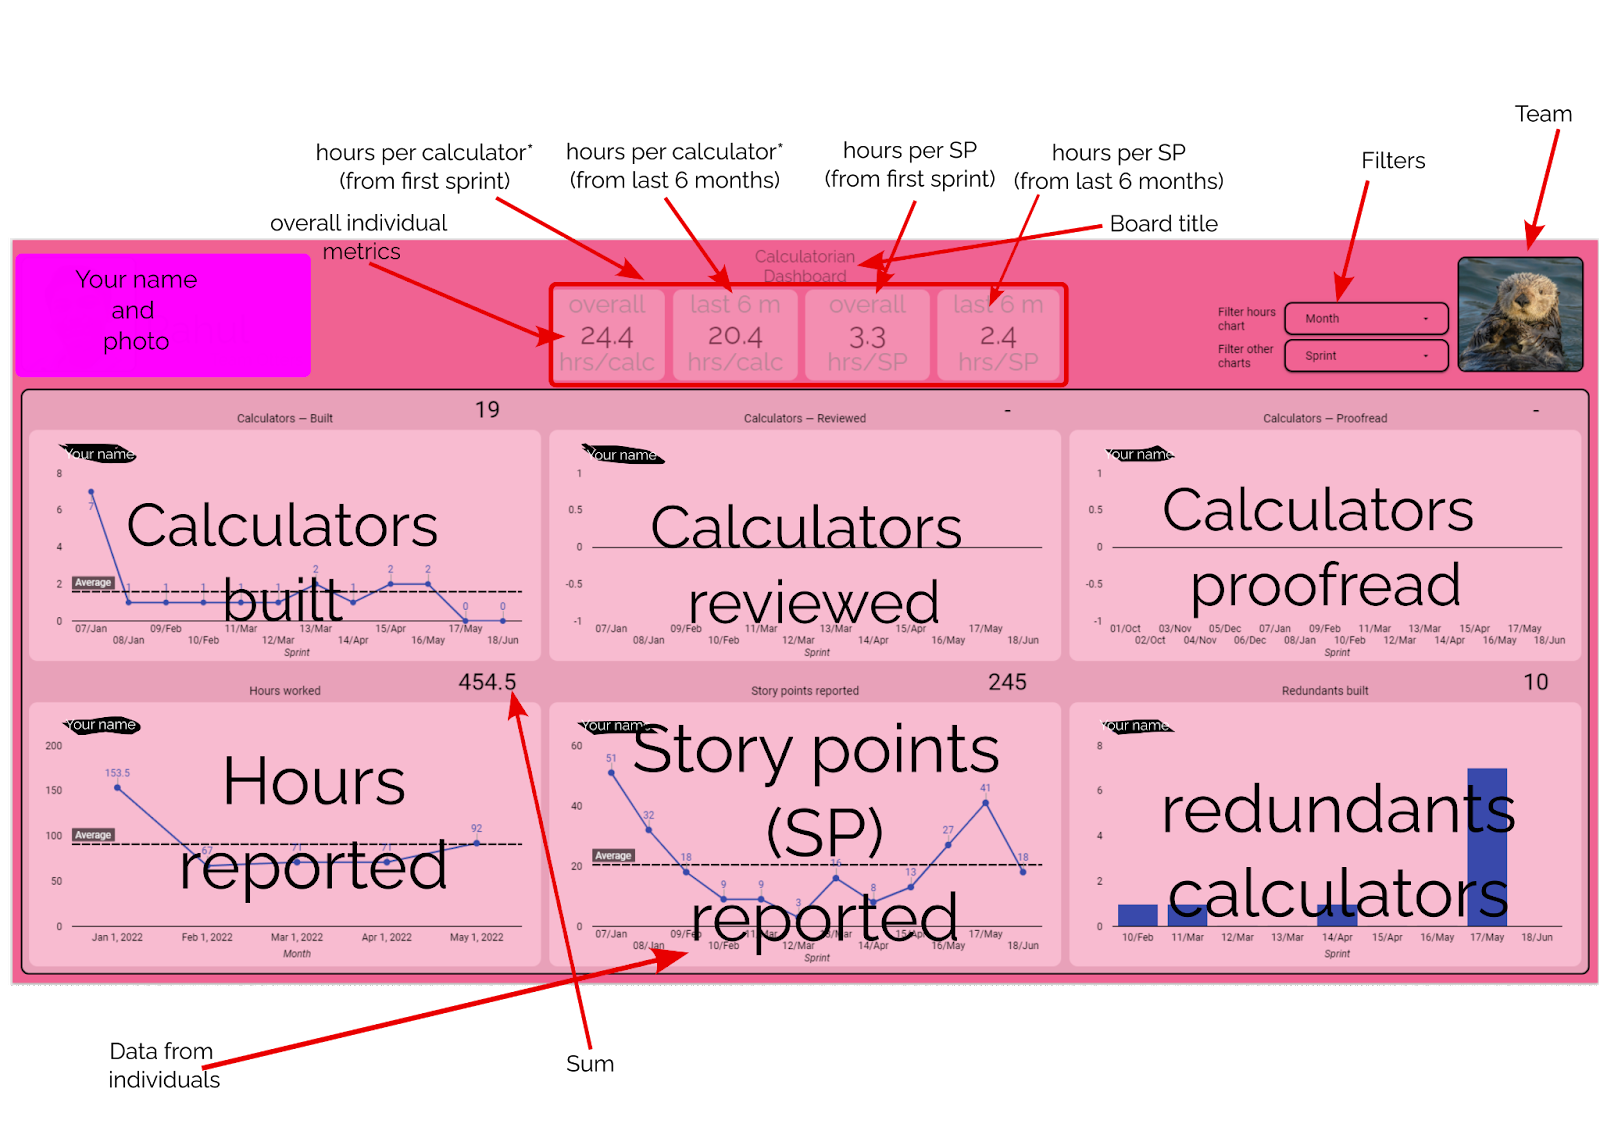 Team
hours per calculator*
(from first sprint)
hours per calculator*
(from last 6 months)
hours per SP
(from first sprint)
hours per SP
(from last 6 months)
Filters
overall individual
metrics
Board title
Your name
and
photo
Calculatorian
Dashboard
overall
24.4
hrs/calc
last 6 m
20.4
hrs/calc
overall
3.3
hrs/SP
last 6 m
2.4
hrs/SP
Filter hours
chart
Month
Filter other
charts
Sprint
Calculators – Built
19
Your name
Calculators
built
8
6
4
2
0
Average
7
1
1
1
1
1
2
1
2
2
0
0
07/Jan
08/Jan
09/Feb
10/Feb
11/Mar
12/Mar
13/Mar
14/Apr
15/Apr
16/May
17/May
18/Jun
Sprint
Calculators – Reviewed
-
Your name
Calculators
reviewed
1
0.5
0
-0.5
-1
07/Jan
08/Jan
09/Feb
10/Feb
11/Mar
12/Mar
13/Mar
14/Apr
15/Apr
16/May
17/May
18/Jun
Sprint
Calculators – Proofread
-
Your name
Calculators
proofread
1
0.5
0
-0.5
-1
01/Oct
02/Oct
03/Nov
04/Nov
05/Dec
06/Dec
07/Jan
08/Jan
09/Feb
10/Feb
11/Mar
12/Mar
13/Mar
14/Apr
15/Apr
16/May
17/May
18/Jun
Sprint
Hours worked
454.5
Your name
Hours
reported
200
150
100
50
0
Average
153.5
67
71
71
92
Jan 1, 2022
Feb 1, 2022
Mar 1, 2022
Apr 1, 2022
May 1, 2022
Month
Story points reported
245
Your name
Story points
(SP)
reported
60
40
20
0
Average
51
32
18
9
9
3
16
8
13
27
41
18
07/Jan
08/Jan
09/Feb
10/Feb
11/Mar
12/Mar
13/Mar
14/Apr
15/Apr
16/May
17/May
18/Jun
Sprint
Redundants built
10
Your name
redundants
calculators
8
6
4
2
0
10/Feb
11/Mar
12/Mar
13/Mar
14/Apr
15/Apr
16/May
17/May
18/Jun
Sprint
Data from
individuals
Sum